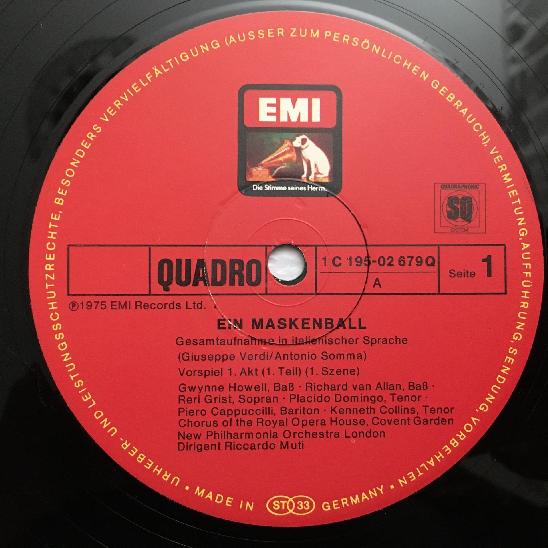 URHEBER- UND LEISTUNGSSCHUTZRECHTE, BESONDERS VERVIELFÄLTIGUNG (AUSSER ZUM PERSÖNLICHEN GEBRAUCH), VERMIETUNG, AUFFÜHRUNG, SENDUNG, VORBEHALTEN •
EMI
Die Stimme seines Herrn
QUADRAPHONIC
SQ
QUADRO
1 C 195-02 679 Q
A
Seite 1
℗1975 EMI Records Ltd.
EIN MASKENBALL
Gesamtaufnahme in italienischer Sprache
(Giuseppe Verdi/Antonio Somma)
Vorspiel 1. Akt (1. Teil) (1. Szene)
Gwynne Howell, Baß · Richard van Allan, Baß ·
Reri Grist, Sopran · Placido Domingo, Tenor ·
Piero Cappuccilli, Bariton · Kenneth Collins, Tenor
Chorus of the Royal Opera House, Covent Garden
New Philharmonia Orchestra London
Dirigent Riccardo Muti
• MADE IN ST 33 GERMANY •